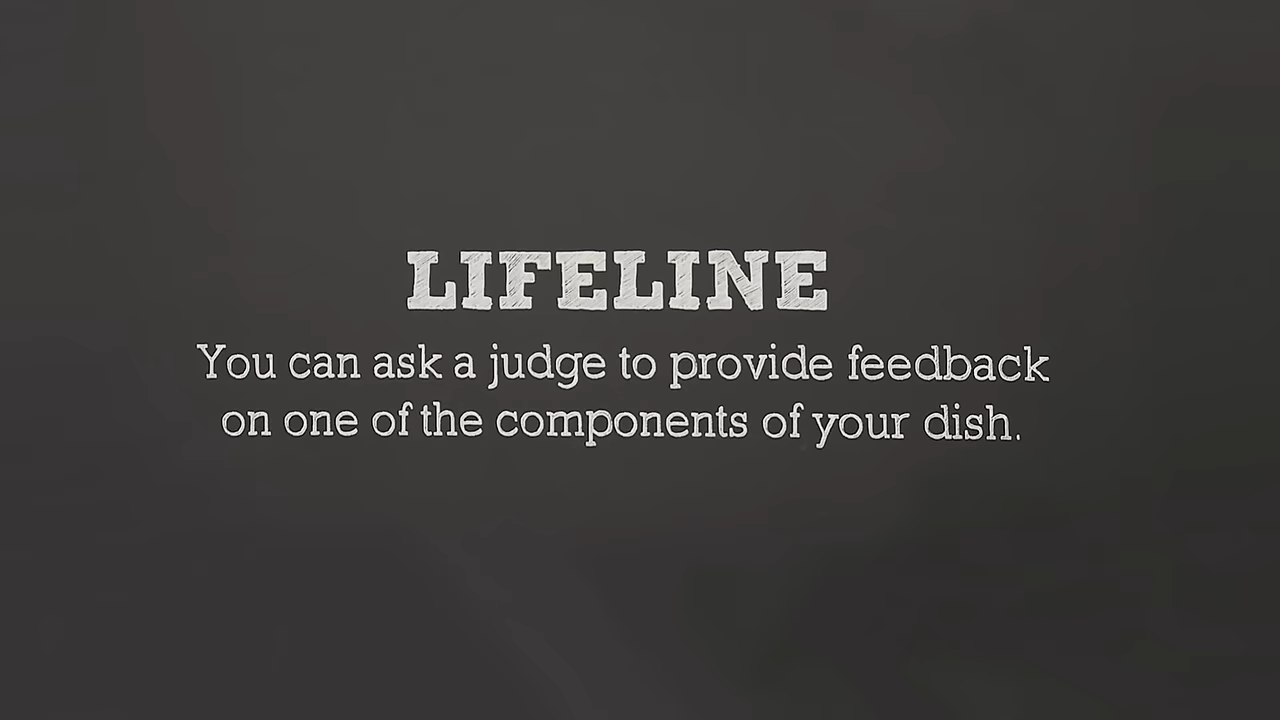 LIFELINE
You can ask a judge to provide feedback
on one of the components of your dish.